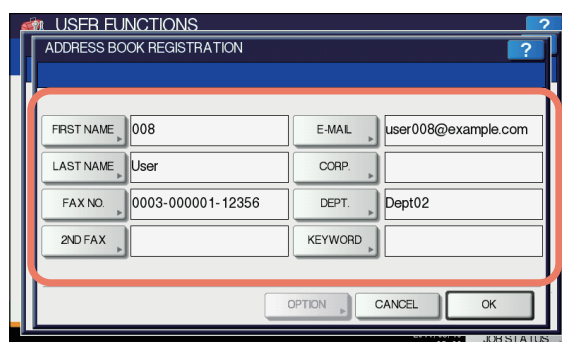 USER FUNCTIONS ?
ADDRESS BOOK REGISTRATION ?
FIRST NAME 008 E-MAIL user008@example.com
LAST NAME User CORP.
FAX NO. 0003-000001-12356 DEPT. Dept02
2ND FAX KEYWORD
OPTION CANCEL OK
JOB STATUS